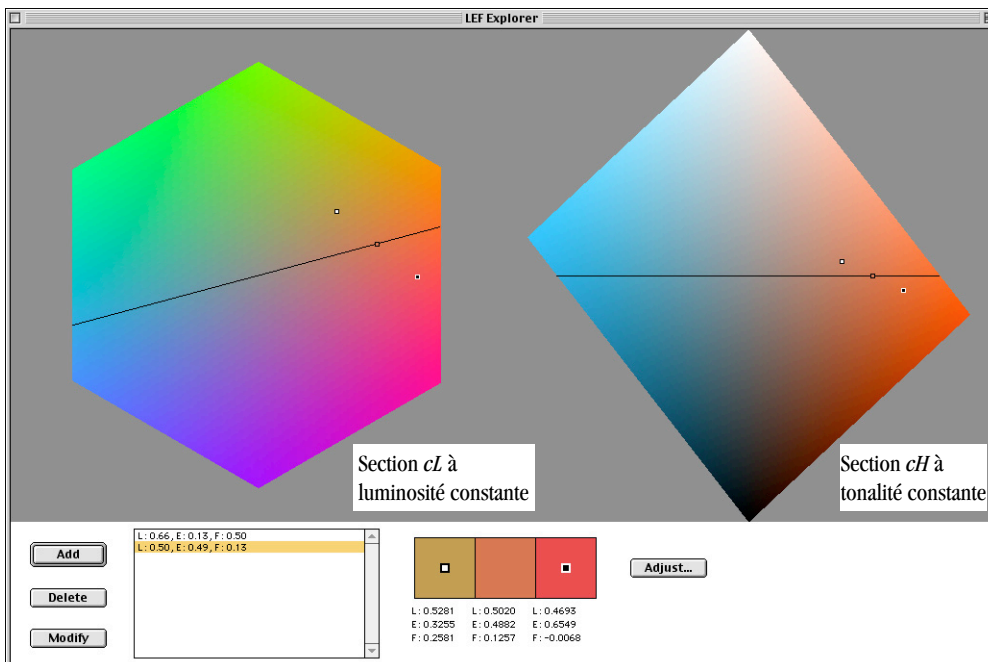 LEF Explorer
Section cL à
luminosité constante
Section cH à
tonalité constante
Add
Delete
Modify
L: 0.66, E: 0.13, F: 0.50
L: 0.50, E: 0.49, F: 0.13
L: 0.5281 L: 0.5020 L: 0.4693
E: 0.3255 E: 0.4882 E: 0.6549
F: 0.2581 F: 0.1257 F: -0.0068
Adjust...